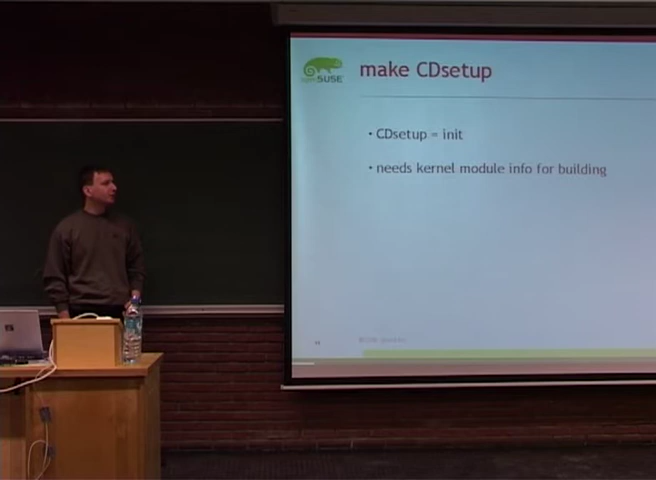 make CDsetup
SUSE
• CDsetup = init
• needs kernel module info for building